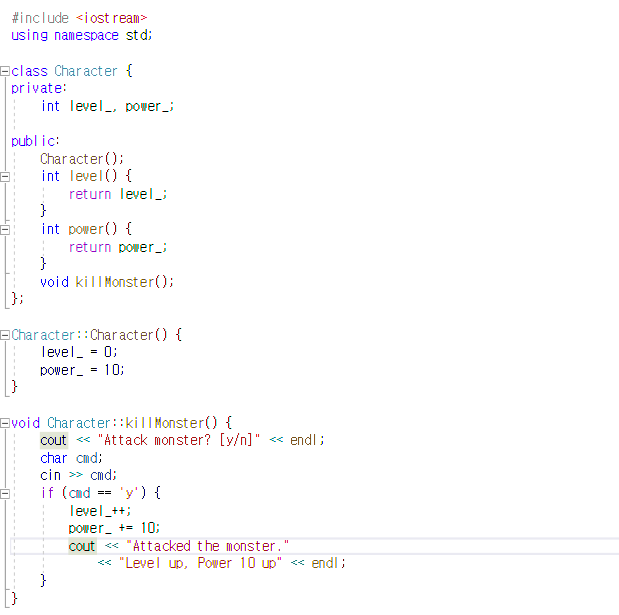 #include <iostream>
using namespace std;
class Character {
private:
int level_, power_;
public:
Character();
int level() {
return level_;
}
int power() {
return power_;
}
void killMonster();
};
Character::Character() {
level_ = 0;
power_ = 10;
}
void Character::killMonster() {
cout << "Attack monster? [y/n]" << endl;
char cmd;
cin >> cmd;
if (cmd == 'y') {
level_++;
power_ += 10;
cout << "Attacked the monster."
<< "Level up, Power 10 up" << endl;
}
}